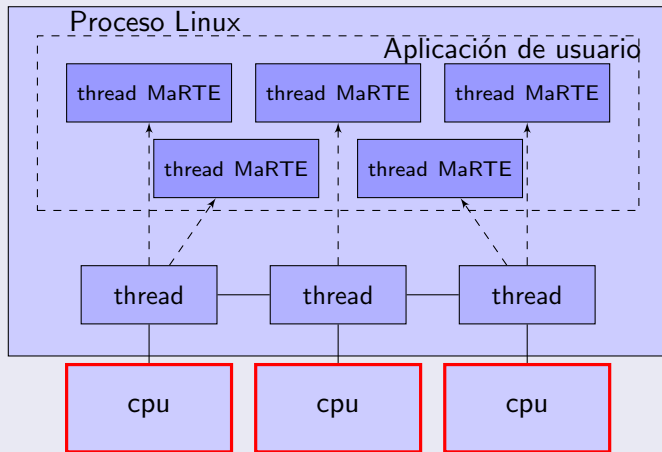 Proceso Linux
Aplicación de usuario
thread MaRTE
thread MaRTE
thread MaRTE
thread MaRTE
thread MaRTE
thread
thread
thread
cpu
cpu
cpu